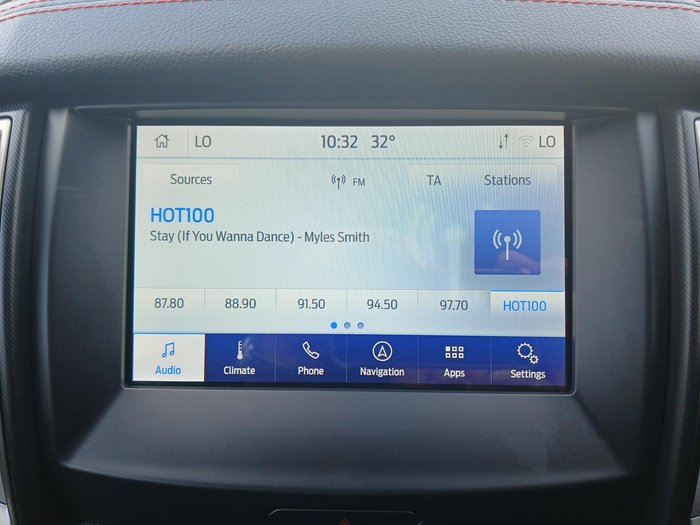 LO 10:32 32° LO
Sources FM TA Stations
HOT100
Stay (If You Wanna Dance) - Myles Smith
87.80 88.90 91.50 94.50 97.70 HOT100
Audio Climate Phone Navigation Apps Settings